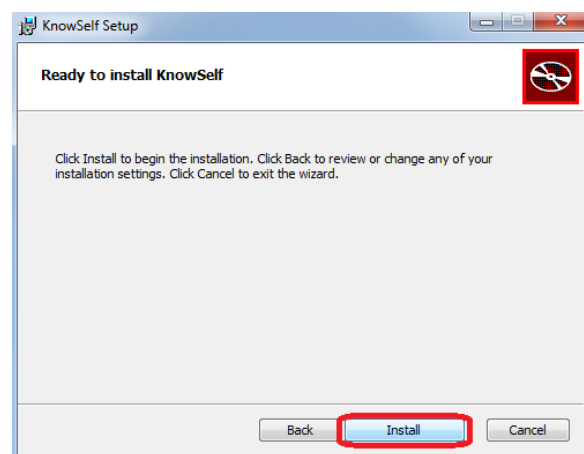 KnowSelf Setup
Ready to install KnowSelf
Click Install to begin the installation. Click Back to review or change any of your
installation settings. Click Cancel to exit the wizard.
Back Install Cancel